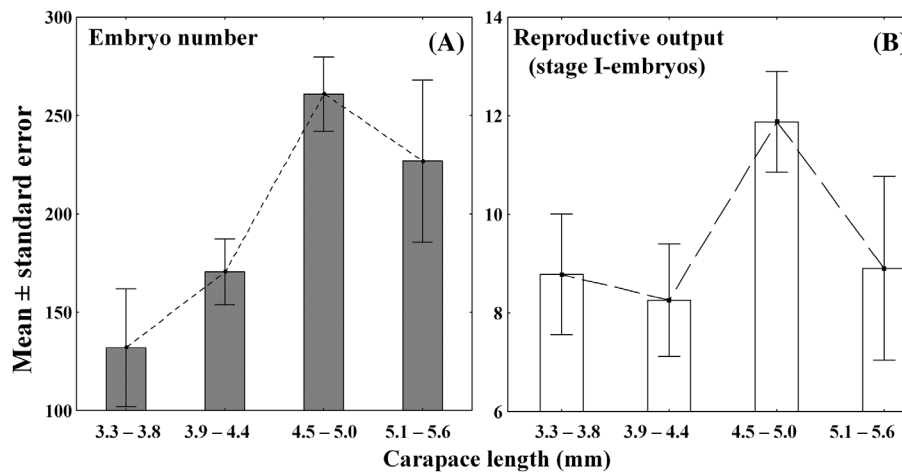 Mean ± standard error
300
250
200
150
100
Embryo number
(A)
3.3 – 3.8
3.9 – 4.4
4.5 – 5.0
5.1 – 5.6
14
12
10
8
6
Reproductive output
(stage I-embryos)
(B)
3.3 – 3.8
3.9 – 4.4
4.5 – 5.0
5.1 – 5.6
Carapace length (mm)